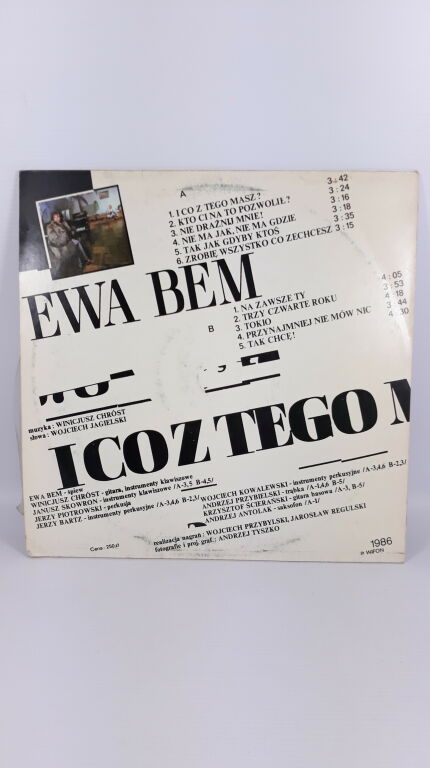 A
1. I CO Z TEGO MASZ? 3:42
2. KTO CI NA TO POZWOLIŁ? 3:24
3. NIE DRAŻNIJ MNIE! 3:16
4. NIE MA JAK, NIE MA GDZIE 3:18
5. TAK JAK GDYBY KTOŚ 3:35
6. ZROBIĘ WSZYSTKO CO ZECHCESZ 3:15
EWA BEM
B
1. NA ZAWSZE TY 4:05
2. TRZY CZWARTE ROKU 3:53
3. TOKIO 4:18
4. PRZYNAJMNIEJ NIE MÓW NIC 3:44
5. TAK CHCĘ! 4:30
muzyka: WINICJUSZ CHRÓST
słowa: WOJCIECH JAGIELSKI
I CO Z TEGO M
EWA BEM - śpiew
WINICJUSZ CHRÓST - gitara, instrumenty klawiszowe
JANUSZ SKOWRON - instrumenty klawiszowe /A-3,5 B-4,5/
JERZY PIOTROWSKI - perkusja
JERZY BARTZ - instrumenty perkusyjne /A-3,4,6 B-2,3/
WOJCIECH KOWALEWSKI - instrumenty perkusyjne /A-3,4,6 B-2,3/
ANDRZEJ PRZYBIELSKI - trąbka /A-1,4,6 B-5/
KRZYSZTOF ŚCIERAŃSKI - gitara basowa /A-3, B-5/
ANDRZEJ ANTOLAK - saksofon /A-1/
realizacja nagrań: WOJCIECH PRZYBYLSKI, JAROSŁAW REGULSKI
fotografie i proj. graf.: ANDRZEJ TYSZKO
Cena 250zł
1986
℗ WIFON